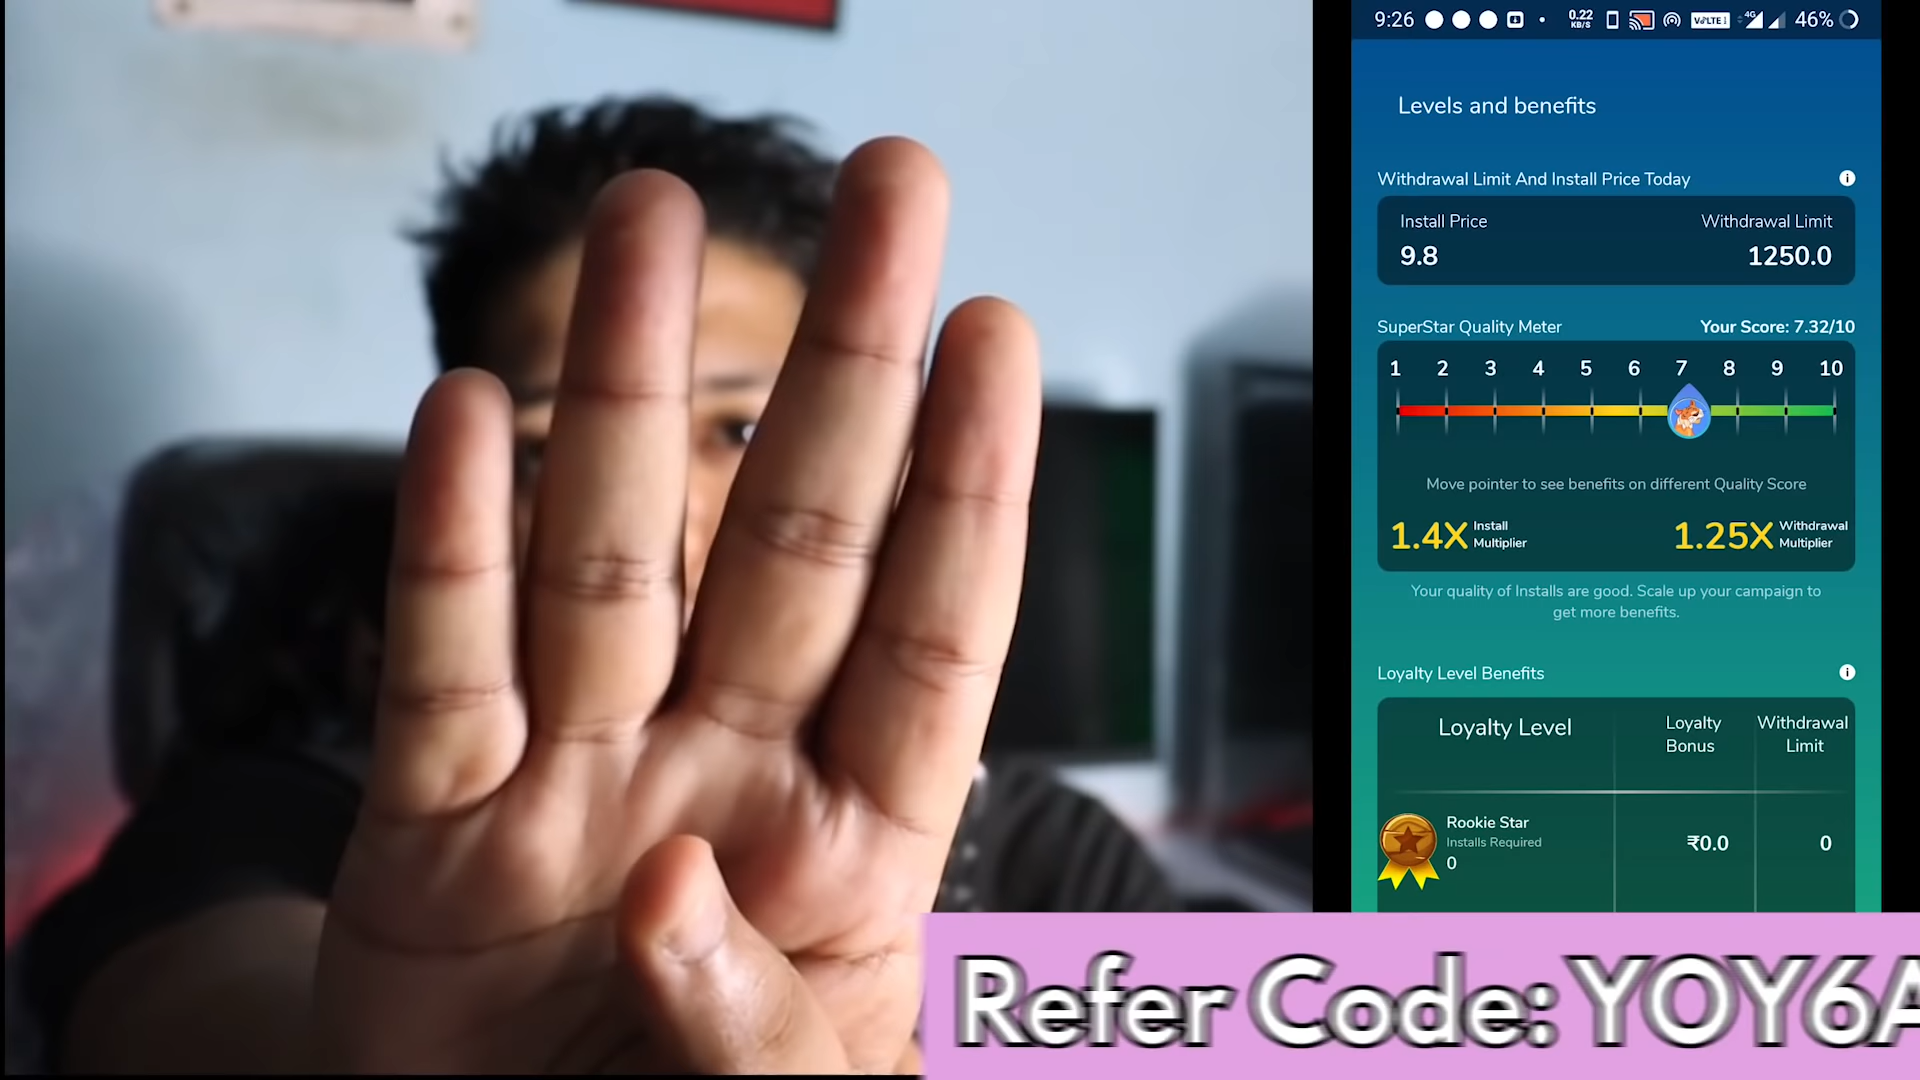 9:26
0.22
KB/S
VoLTE 1
4G
46%
Levels and benefits
Withdrawal Limit And Install Price Today
Install Price
Withdrawal Limit
9.8
1250.0
SuperStar Quality Meter
Your Score: 7.32/10
1 2 3 4 5 6 7 8 9 10
Move pointer to see benefits on different Quality Score
1.4X Install Multiplier
1.25X Withdrawal Multiplier
Your quality of Installs are good. Scale up your campaign to
get more benefits.
Loyalty Level Benefits
Loyalty Level
Loyalty
Bonus
Withdrawal
Limit
Rookie Star
Installs Required
0
₹0.0
0
Refer Code: YOY6A